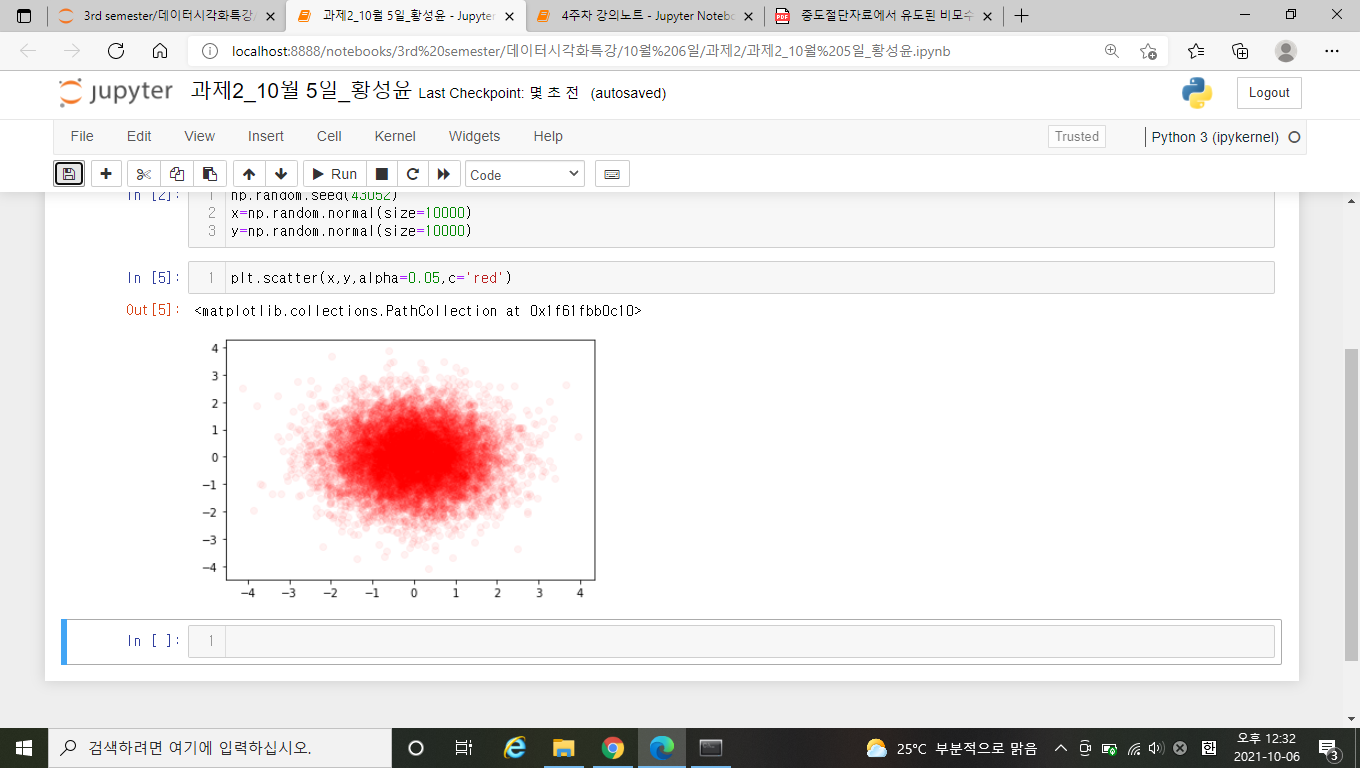 3rd semester/데이터시각화특강/
과제2_10월 5일_황성윤 - Jupyter
4주차 강의노트 - Jupyter Notebo
중도절단자료에서 유도된 비모수
localhost:8888/notebooks/3rd%20semester/데이터시각화특강/10월%206일/과제2/과제2_10월%205일_황성윤.ipynb
jupyter 과제2_10월 5일_황성윤 Last Checkpoint: 몇 초 전 (autosaved)
Logout
File Edit View Insert Cell Kernel Widgets Help
Trusted Python 3 (ipykernel)
Run Code
In [2]: 1 np.random.seed(43052)
2 x=np.random.normal(size=10000)
3 y=np.random.normal(size=10000)
In [5]: 1 plt.scatter(x,y,alpha=0.05,c='red')
Out[5]: <matplotlib.collections.PathCollection at 0x1f61fbb0c10>
4
3
2
1
0
−1
−2
−3
−4
−4 −3 −2 −1 0 1 2 3 4
In [ ]: 1
검색하려면 여기에 입력하십시오.
25°C 부분적으로 맑음
한
오후 12:32
2021-10-06
3